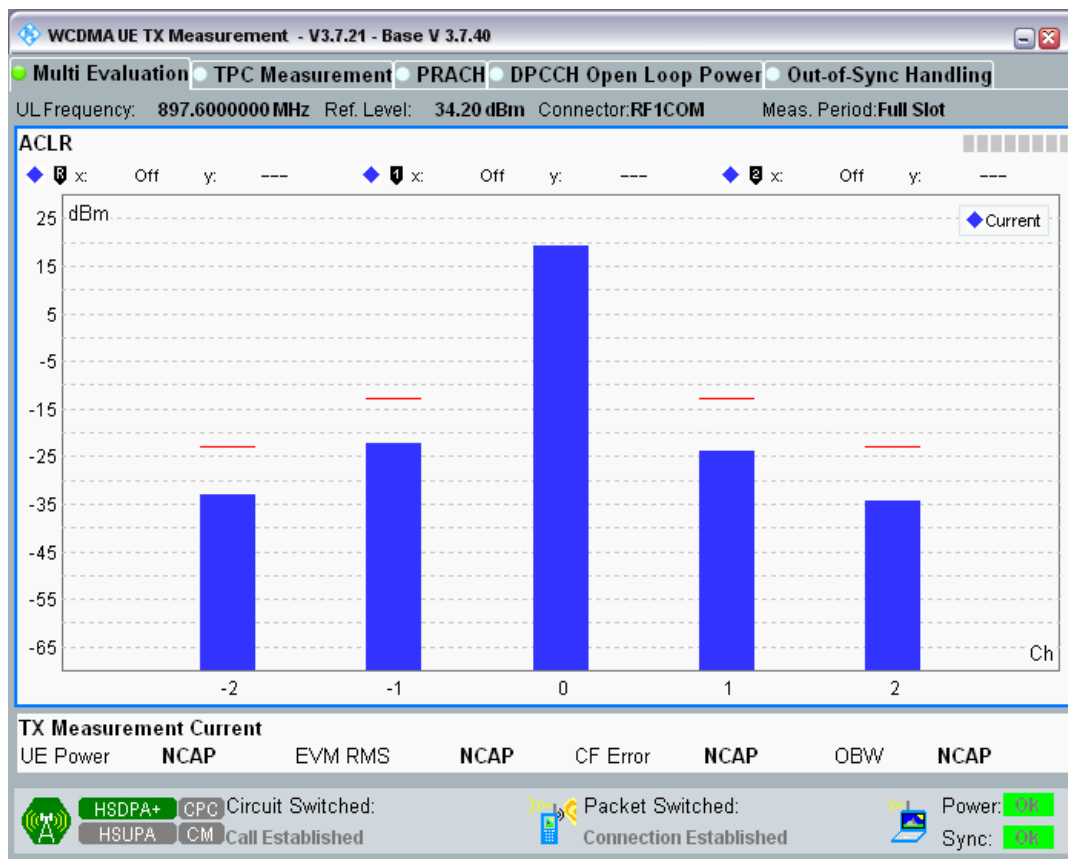 WCDMA UE TX Measurement - V3.7.21 - Base V 3.7.40
Multi Evaluation TPC Measurement PRACH DPCCH Open Loop Power Out-of-Sync Handling
UL Frequency: 897.6000000 MHz Ref. Level: 34.20 dBm Connector:RF1COM Meas. Period:Full Slot
ACLR
R x: Off y: --- 1 x: Off y: --- 2 x: Off y: ---
dBm
Current
25
15
5
-5
-15
-25
-35
-45
-55
-65
Ch
-2 -1 0 1 2
TX Measurement Current
UE Power NCAP EVM RMS NCAP CF Error NCAP OBW NCAP
HSDPA+ CPC Circuit Switched: Packet Switched: Power: OK
HSUPA CM Call Established Connection Established Sync: OK